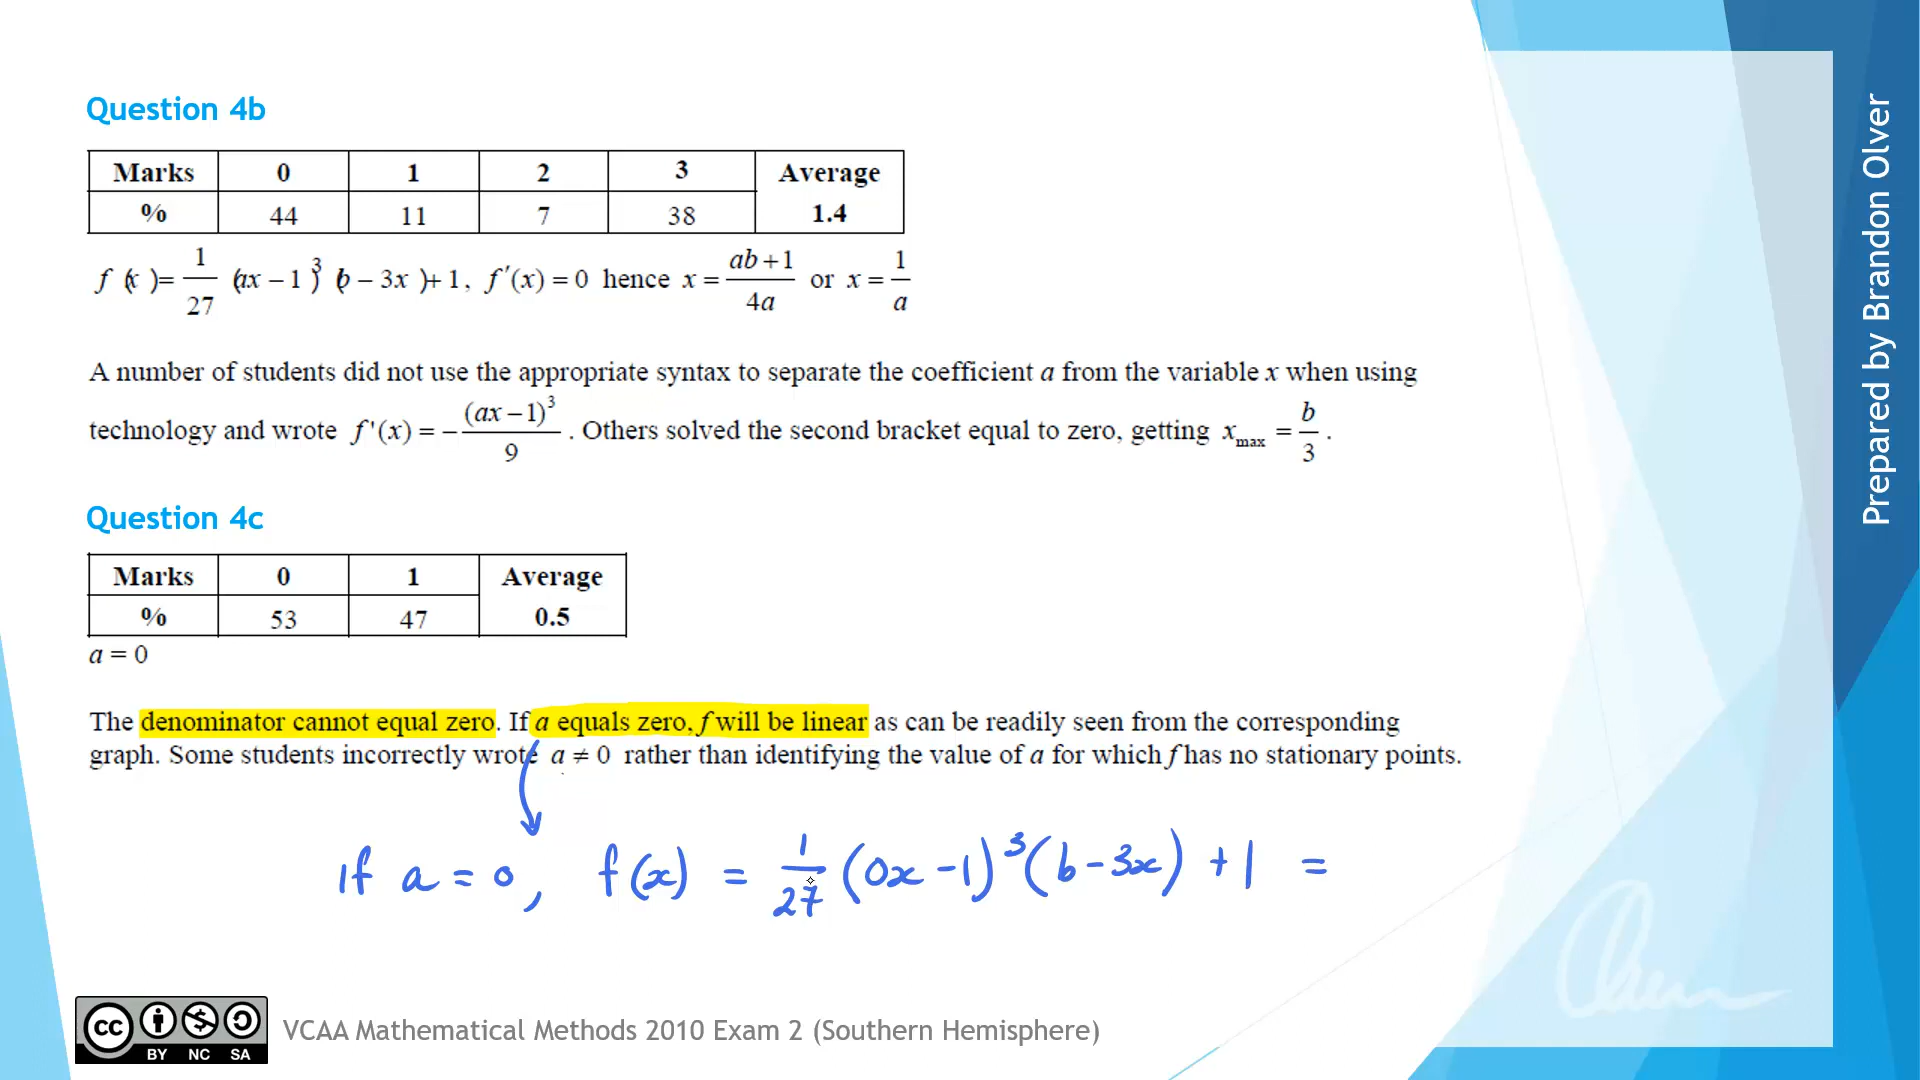 Question 4b
Marks 0 1 2 3 Average
% 44 11 7 38 1.4
f (x )= 1/27 (ax − 1 )³ (b − 3x )+ 1, f′(x) = 0 hence x = (ab + 1)/4a or x = 1/a
A number of students did not use the appropriate syntax to separate the coefficient a from the variable x when using
technology and wrote f'(x) = −(ax − 1)³/9 . Others solved the second bracket equal to zero, getting xmax = b/3 .
Question 4c
Marks 0 1 Average
% 53 47 0.5
a = 0
The denominator cannot equal zero. If a equals zero, f will be linear as can be readily seen from the corresponding
graph. Some students incorrectly wrote a ≠ 0 rather than identifying the value of a for which f has no stationary points.
If a = 0, f(x) = 1/27 (0x − 1)³(b − 3x) + 1 =
cc BY NC SA
VCAA Mathematical Methods 2010 Exam 2 (Southern Hemisphere)
Prepared by Brandon Olver